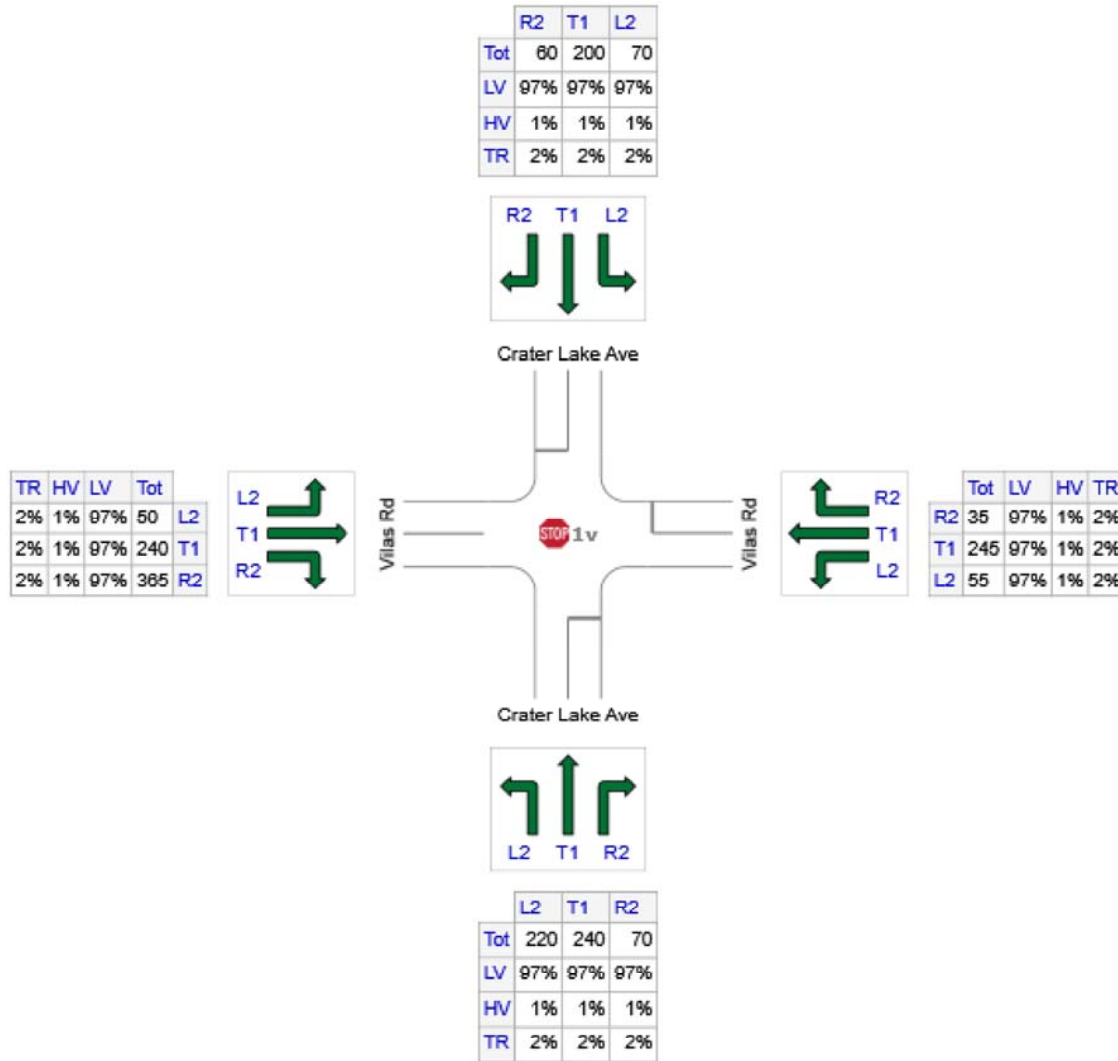 R2 T1 L2
Tot 60 200 70
LV 97% 97% 97%
HV 1% 1% 1%
TR 2% 2% 2%
R2 T1 L2
Crater Lake Ave
TR HV LV Tot
2% 1% 97% 50 L2
2% 1% 97% 240 T1
2% 1% 97% 365 R2
L2
T1
R2
Vilas Rd
STOP 1v
Vilas Rd
R2
T1
L2
Tot LV HV TR
R2 35 97% 1% 2%
T1 245 97% 1% 2%
L2 55 97% 1% 2%
Crater Lake Ave
L2 T1 R2
L2 T1 R2
Tot 220 240 70
LV 97% 97% 97%
HV 1% 1% 1%
TR 2% 2% 2%